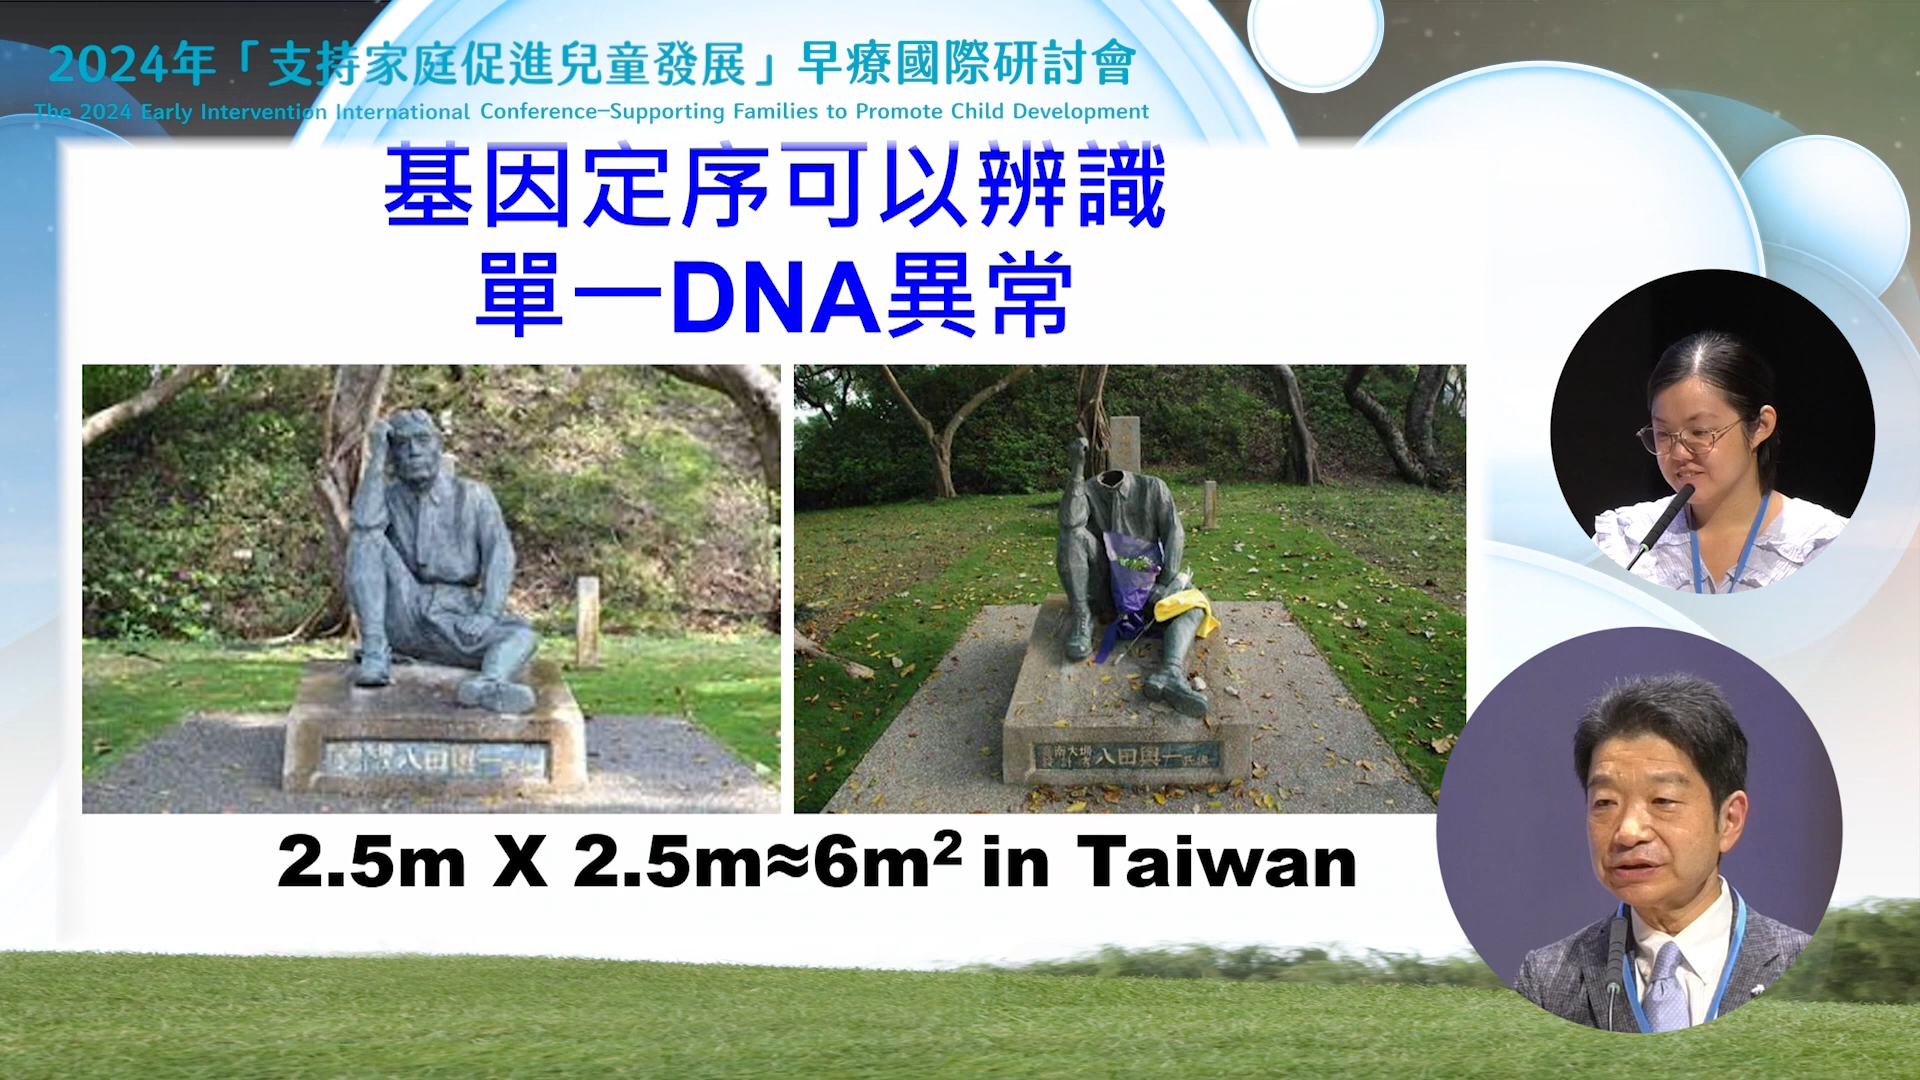 2024年「支持家庭促進兒童發展」早療國際研討會
The 2024 Early Intervention International Conference–Supporting Families to Promote Child Development
基因定序可以辨識
單一DNA異常
八田與一
南大圳
八田與一
2.5m X 2.5m≈6m² in Taiwan